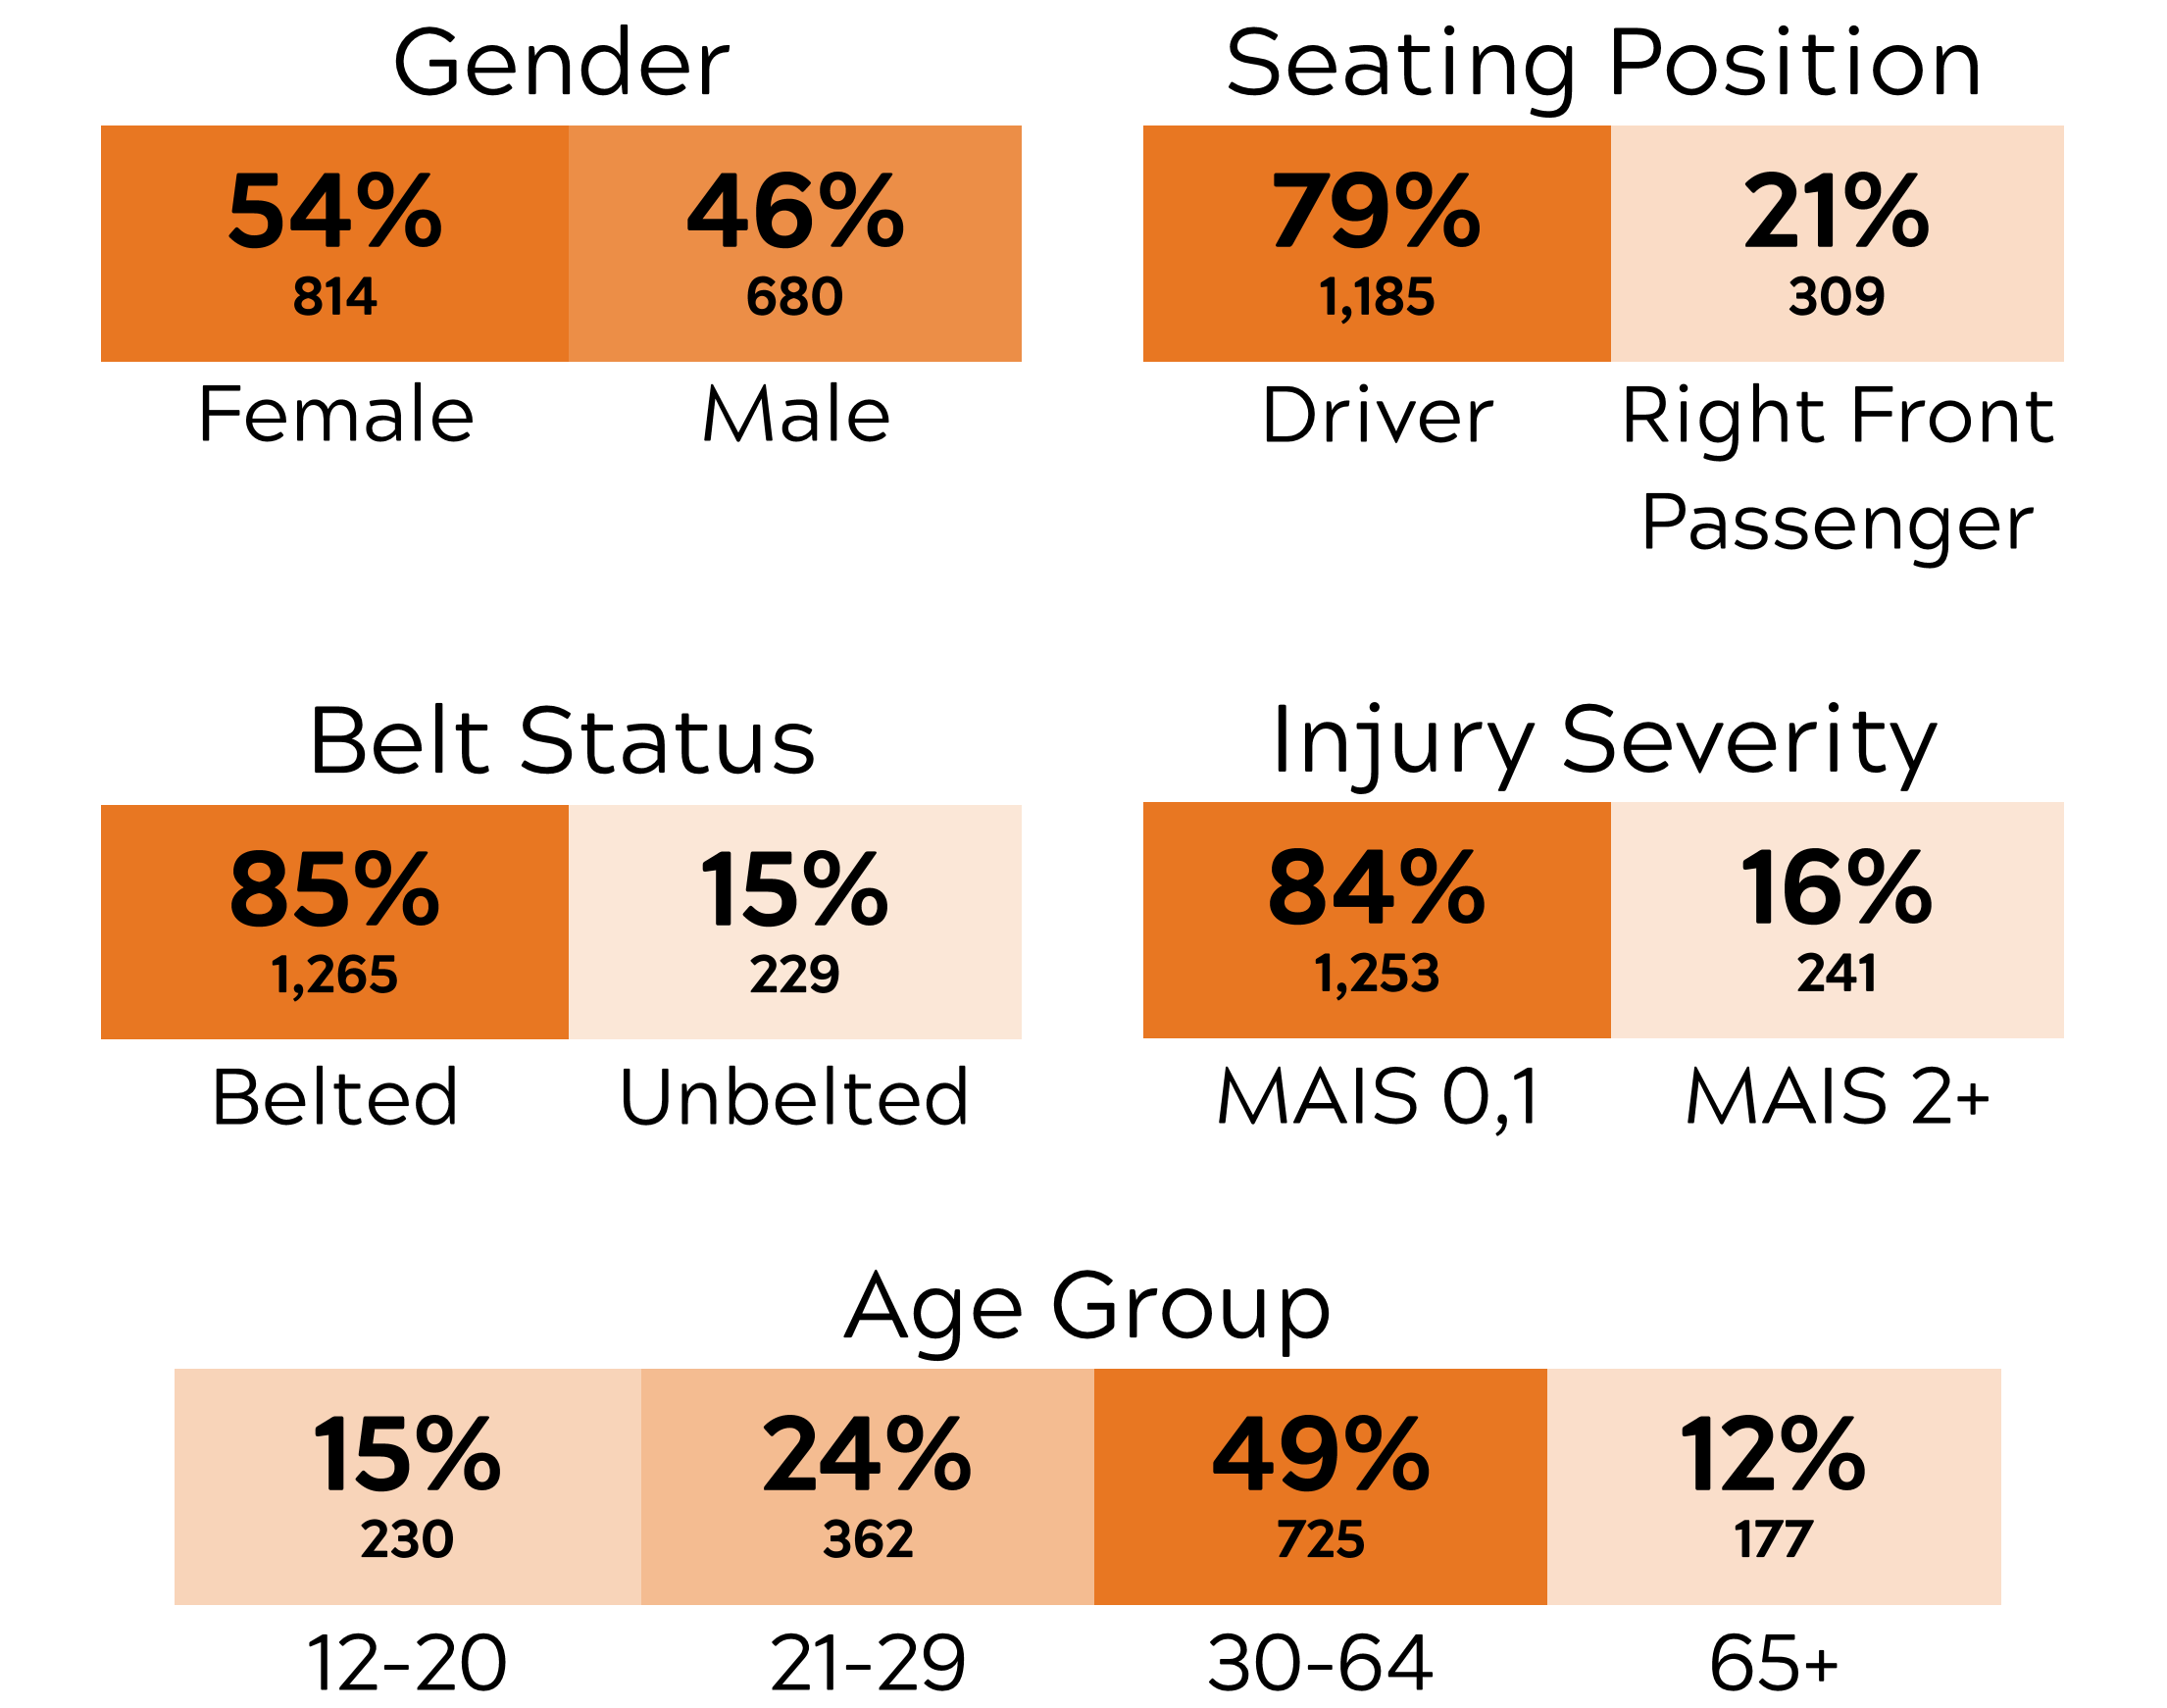 Gender
54%
814
Female
46%
680
Male
Seating Position
79%
1,185
Driver
21%
309
Right Front
Passenger
Belt Status
85%
1,265
Belted
15%
229
Unbelted
Injury Severity
84%
1,253
MAIS 0,1
16%
241
MAIS 2+
Age Group
15%
230
12–20
24%
362
21–29
49%
725
30–64
12%
177
65+